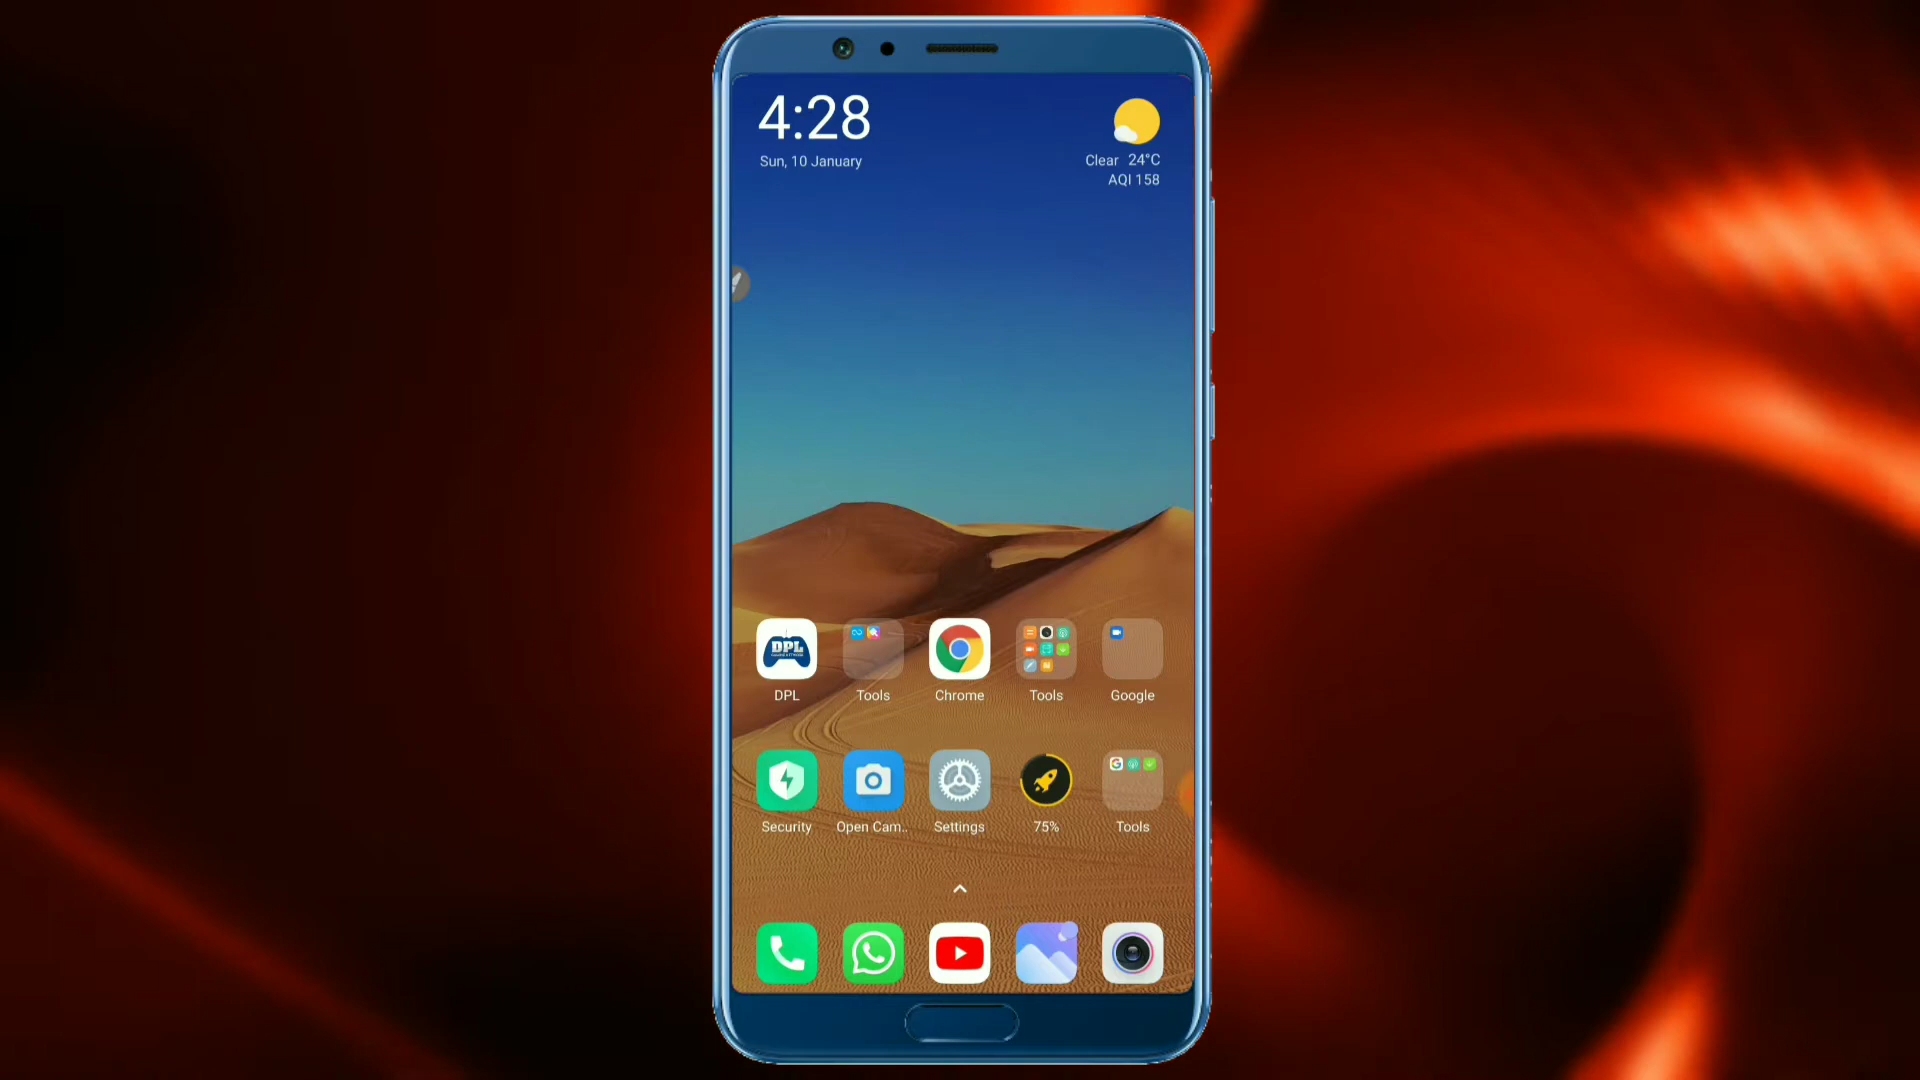 4:28
Sun, 10 January
Clear 24°C
AQI 158
DPL
DPL
Tools
Chrome
Tools
Google
Security
Open Cam..
Settings
75%
Tools